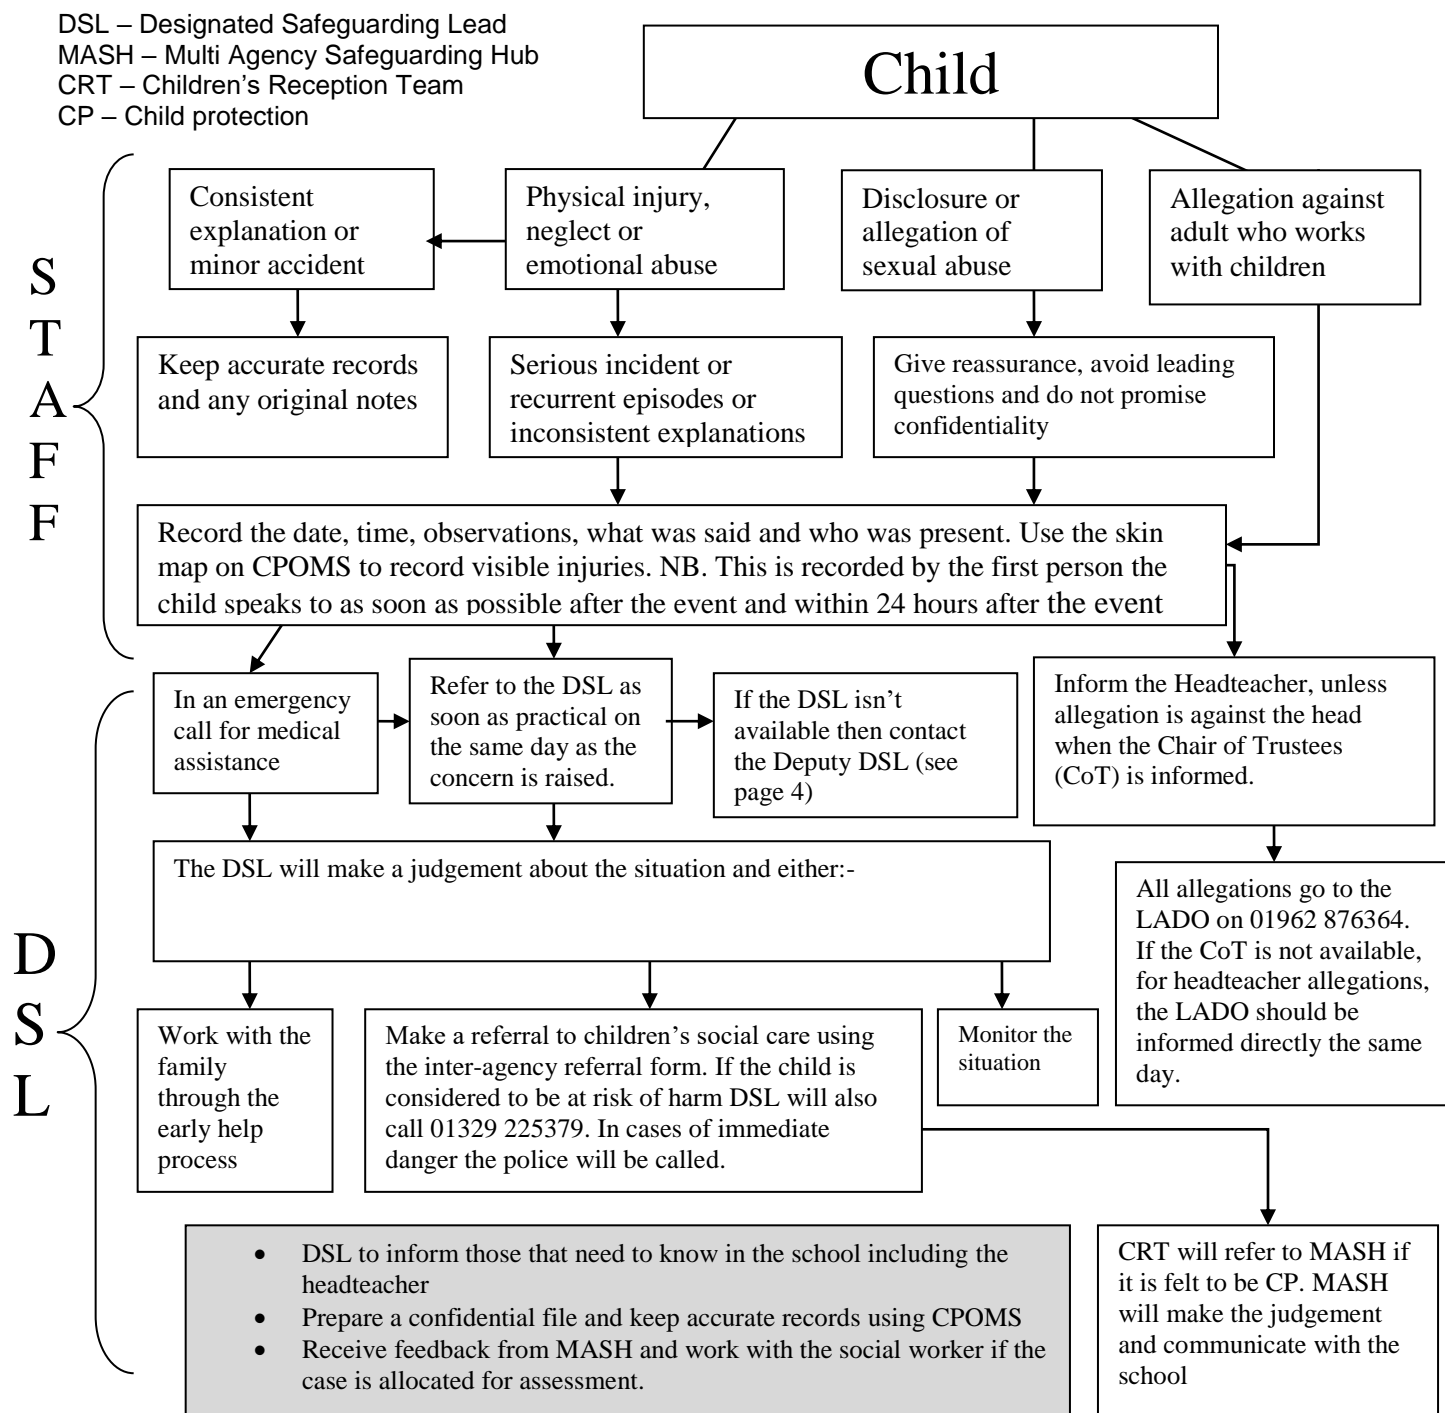 DSL – Designated Safeguarding Lead
MASH – Multi Agency Safeguarding Hub
CRT – Children's Reception Team
CP – Child protection
Child
S
T
A
F
F
Consistent
explanation or
minor accident
Physical injury,
neglect or
emotional abuse
Disclosure or
allegation of
sexual abuse
Allegation against
adult who works
with children
Keep accurate records
and any original notes
Serious incident or
recurrent episodes or
inconsistent explanations
Give reassurance, avoid leading
questions and do not promise
confidentiality
Record the date, time, observations, what was said and who was present. Use the skin
map on CPOMS to record visible injuries. NB. This is recorded by the first person the
child speaks to as soon as possible after the event and within 24 hours after the event
D
S
L
In an emergency
call for medical
assistance
Refer to the DSL as
soon as practical on
the same day as the
concern is raised.
If the DSL isn't
available then contact
the Deputy DSL (see
page 4)
Inform the Headteacher, unless
allegation is against the head
when the Chair of Trustees
(CoT) is informed.
The DSL will make a judgement about the situation and either:-
All allegations go to the
LADO on 01962 876364.
If the CoT is not available,
for headteacher allegations,
the LADO should be
informed directly the same
day.
Work with the
family
through the
early help
process
Make a referral to children's social care using
the inter-agency referral form. If the child is
considered to be at risk of harm DSL will also
call 01329 225379. In cases of immediate
danger the police will be called.
Monitor the
situation
• DSL to inform those that need to know in the school including the
headteacher
• Prepare a confidential file and keep accurate records using CPOMS
• Receive feedback from MASH and work with the social worker if the
case is allocated for assessment.
CRT will refer to MASH if
it is felt to be CP. MASH
will make the judgement
and communicate with the
school